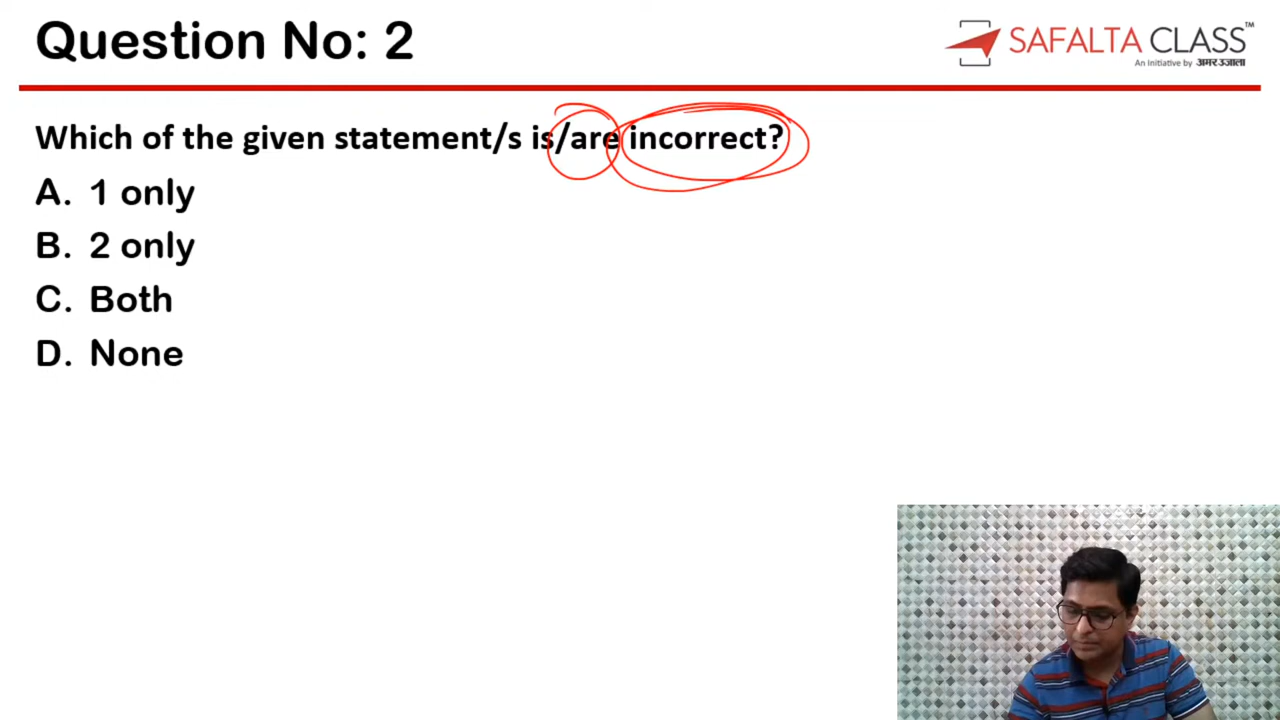 Question No: 2
SAFALTA CLASS™
An Initiative by अमर उजाला
Which of the given statement/s is/are incorrect?
A. 1 only
B. 2 only
C. Both
D. None